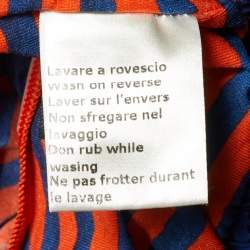 Lavare a rovescio
Wash on reverse
Laver sur l'envers
Non sfregare nel
lavaggio
Don rub while
wasing
Ne pas frotter durant
le lavage